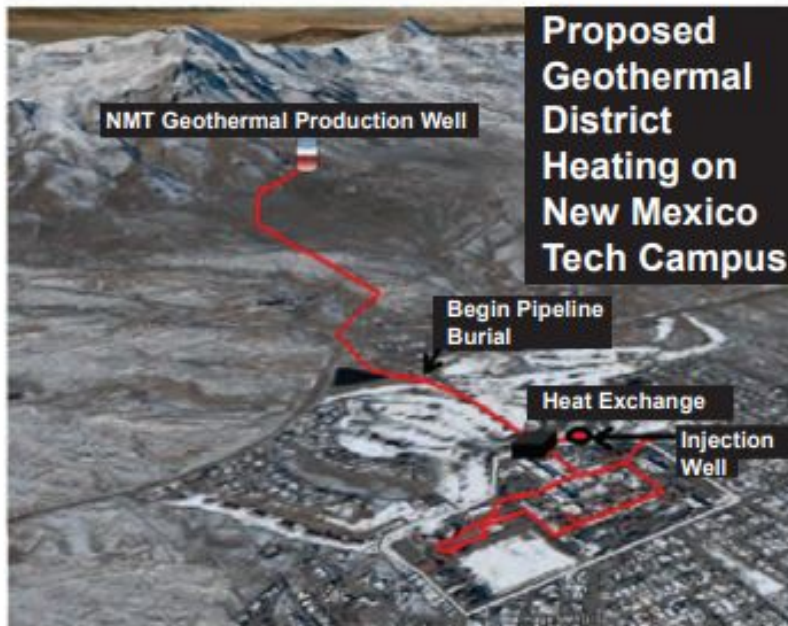 Proposed
Geothermal
District
Heating on
New Mexico
Tech Campus
NMT Geothermal Production Well
Begin Pipeline
Burial
Heat Exchange
Injection
Well